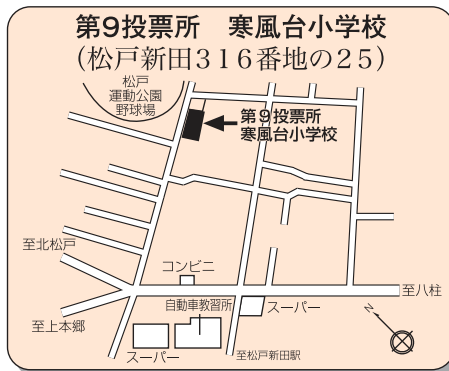 第9投票所　寒風台小学校
（松戸新田３１６番地の２５）
松戸
運動公園
野球場
第９投票所
寒風台小学校
至北松戸
コンビニ
至八柱
自動車教習所
スーパー
至上本郷
スーパー
至松戸新田駅
N